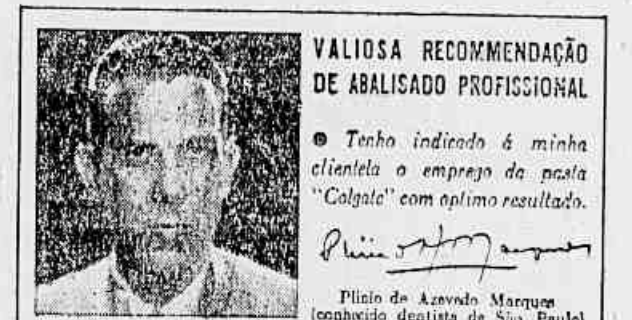 VALIOSA RECOMMENDAÇÃO
DE ABALISADO PROFISSIONAL
Tenho indicado á minha
clientela o emprego da pasta
"Colgate" com optimo resultado.
Plinio de Azevedo Marques
(conhecido dentista de São Paulo)